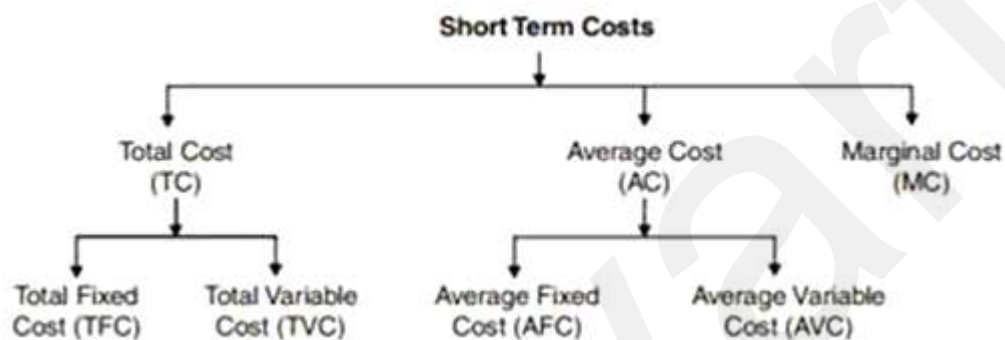 Short Term Costs
Total Cost
(TC)
Average Cost
(AC)
Marginal Cost
(MC)
Total Fixed
Cost (TFC)
Total Variable
Cost (TVC)
Average Fixed
Cost (AFC)
Average Variable
Cost (AVC)